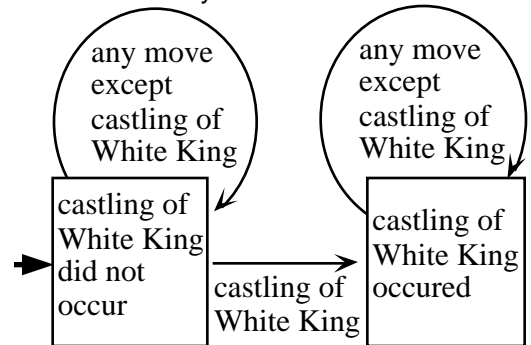 any move
except
castling of
White King
any move
except
castling of
White King
castling of
White King
did not
occur
castling of
White King
castling of
White King
occured